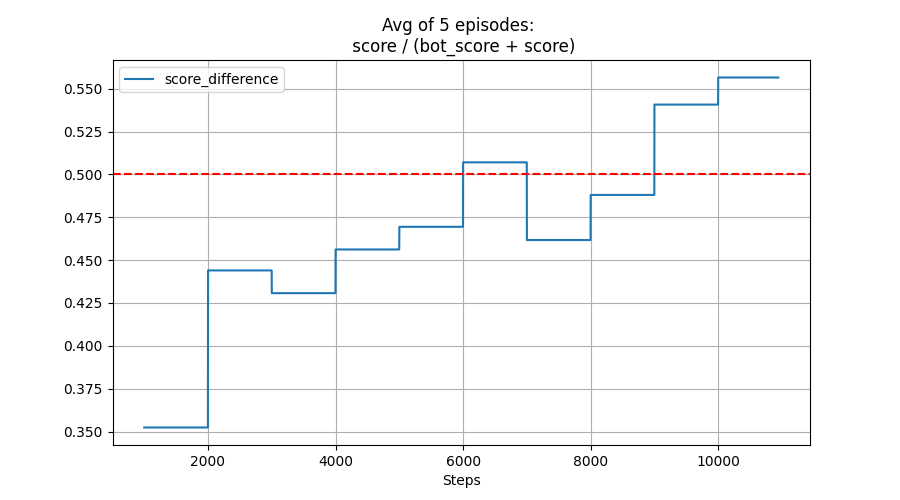 Avg of 5 episodes:
score / (bot_score + score)
score_difference
0.550
0.525
0.500
0.475
0.450
0.425
0.400
0.375
0.350
2000 4000 6000 8000 10000
Steps